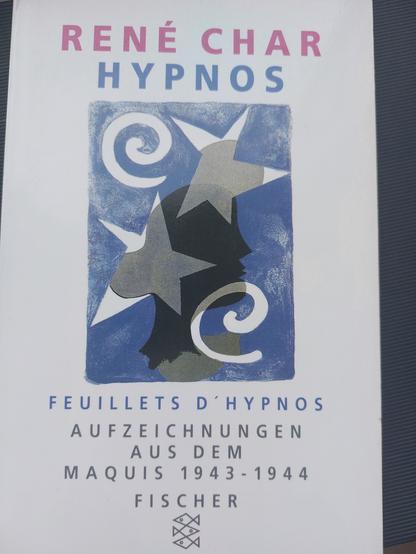 RENÉ CHAR
HYPNOS
FEUILLETS D´HYPNOS
AUFZEICHNUNGEN
AUS DEM
MAQUIS 1943-1944
FISCHER